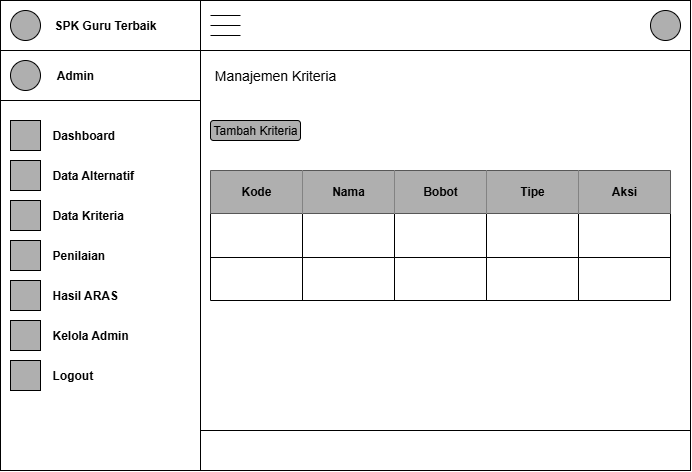 SPK Guru Terbaik
Admin
Dashboard
Data Alternatif
Data Kriteria
Penilaian
Hasil ARAS
Kelola Admin
Logout
Manajemen Kriteria
Tambah Kriteria
Kode Nama Bobot Tipe Aksi